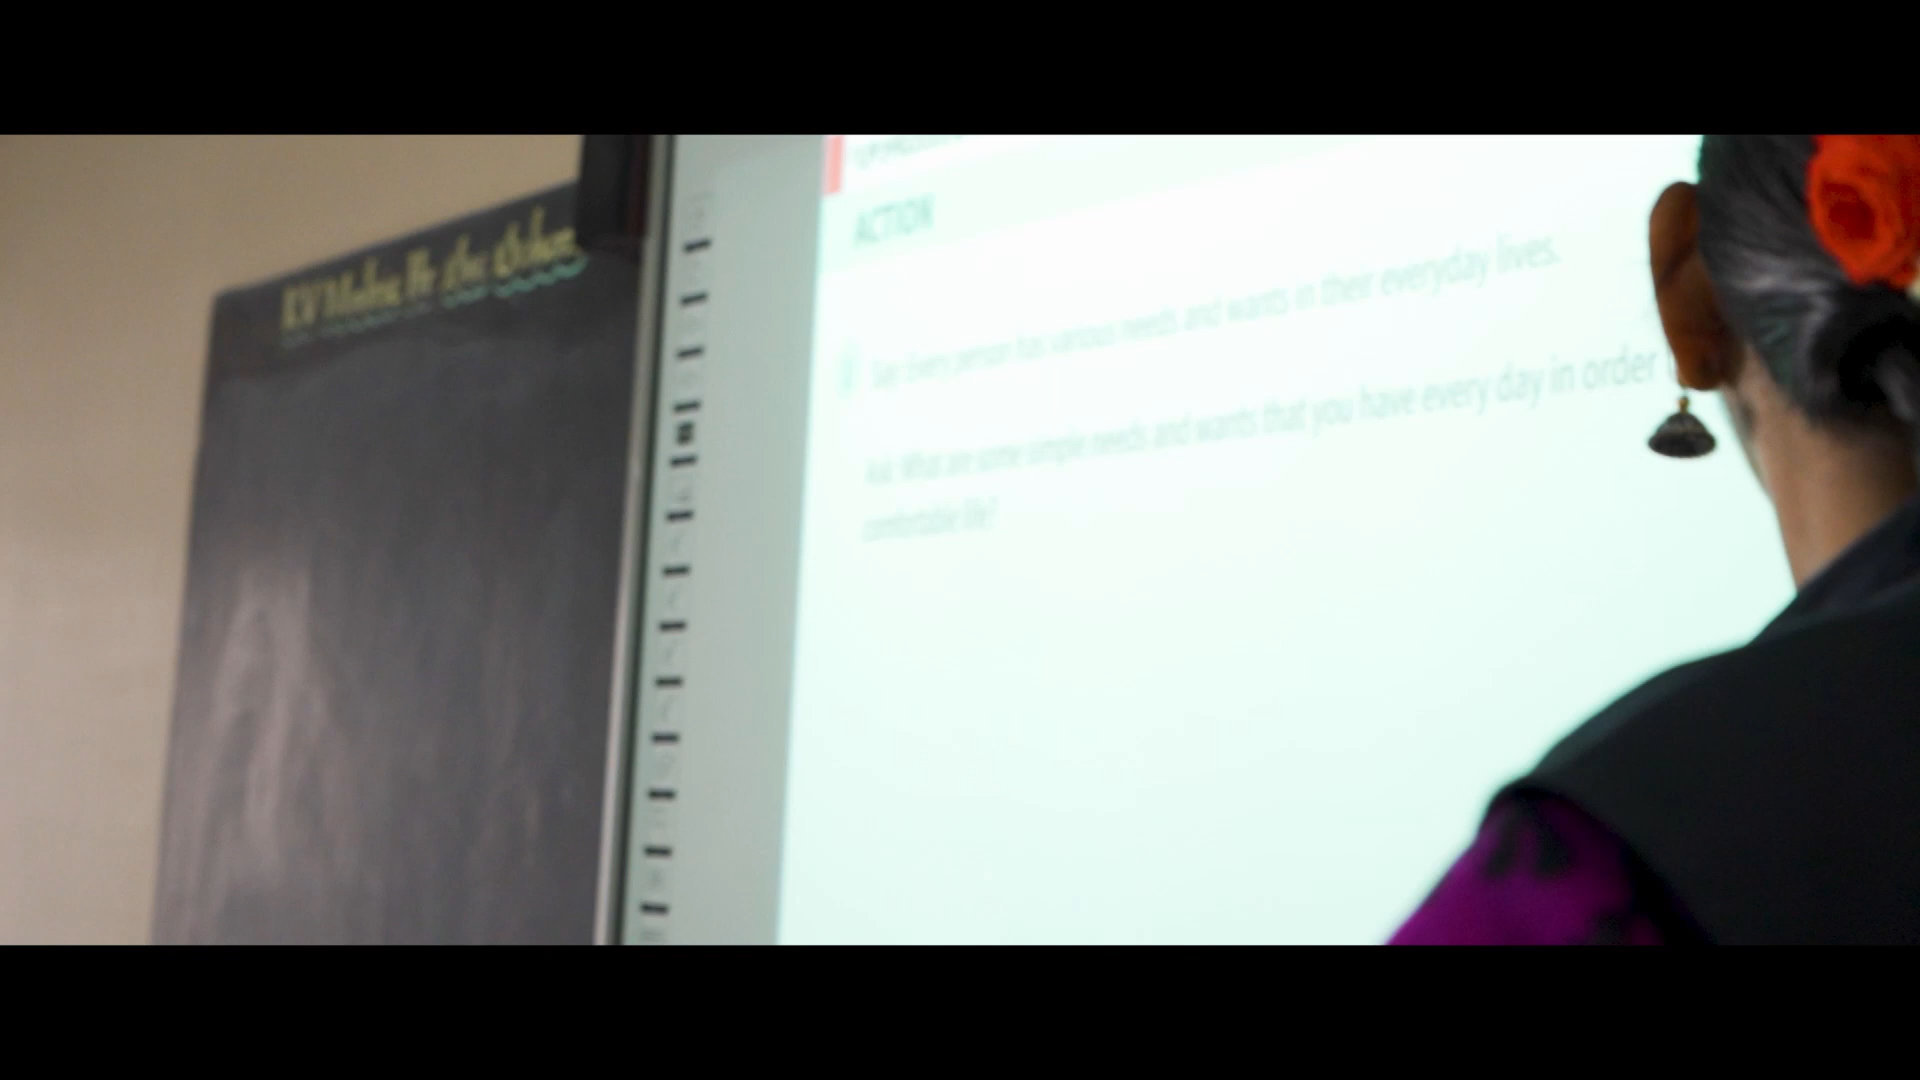 ACTION
Say: Every person has various needs and wants in their everyday lives.
Ask: What are some simple needs and wants that you have every day in order
comfortable life?